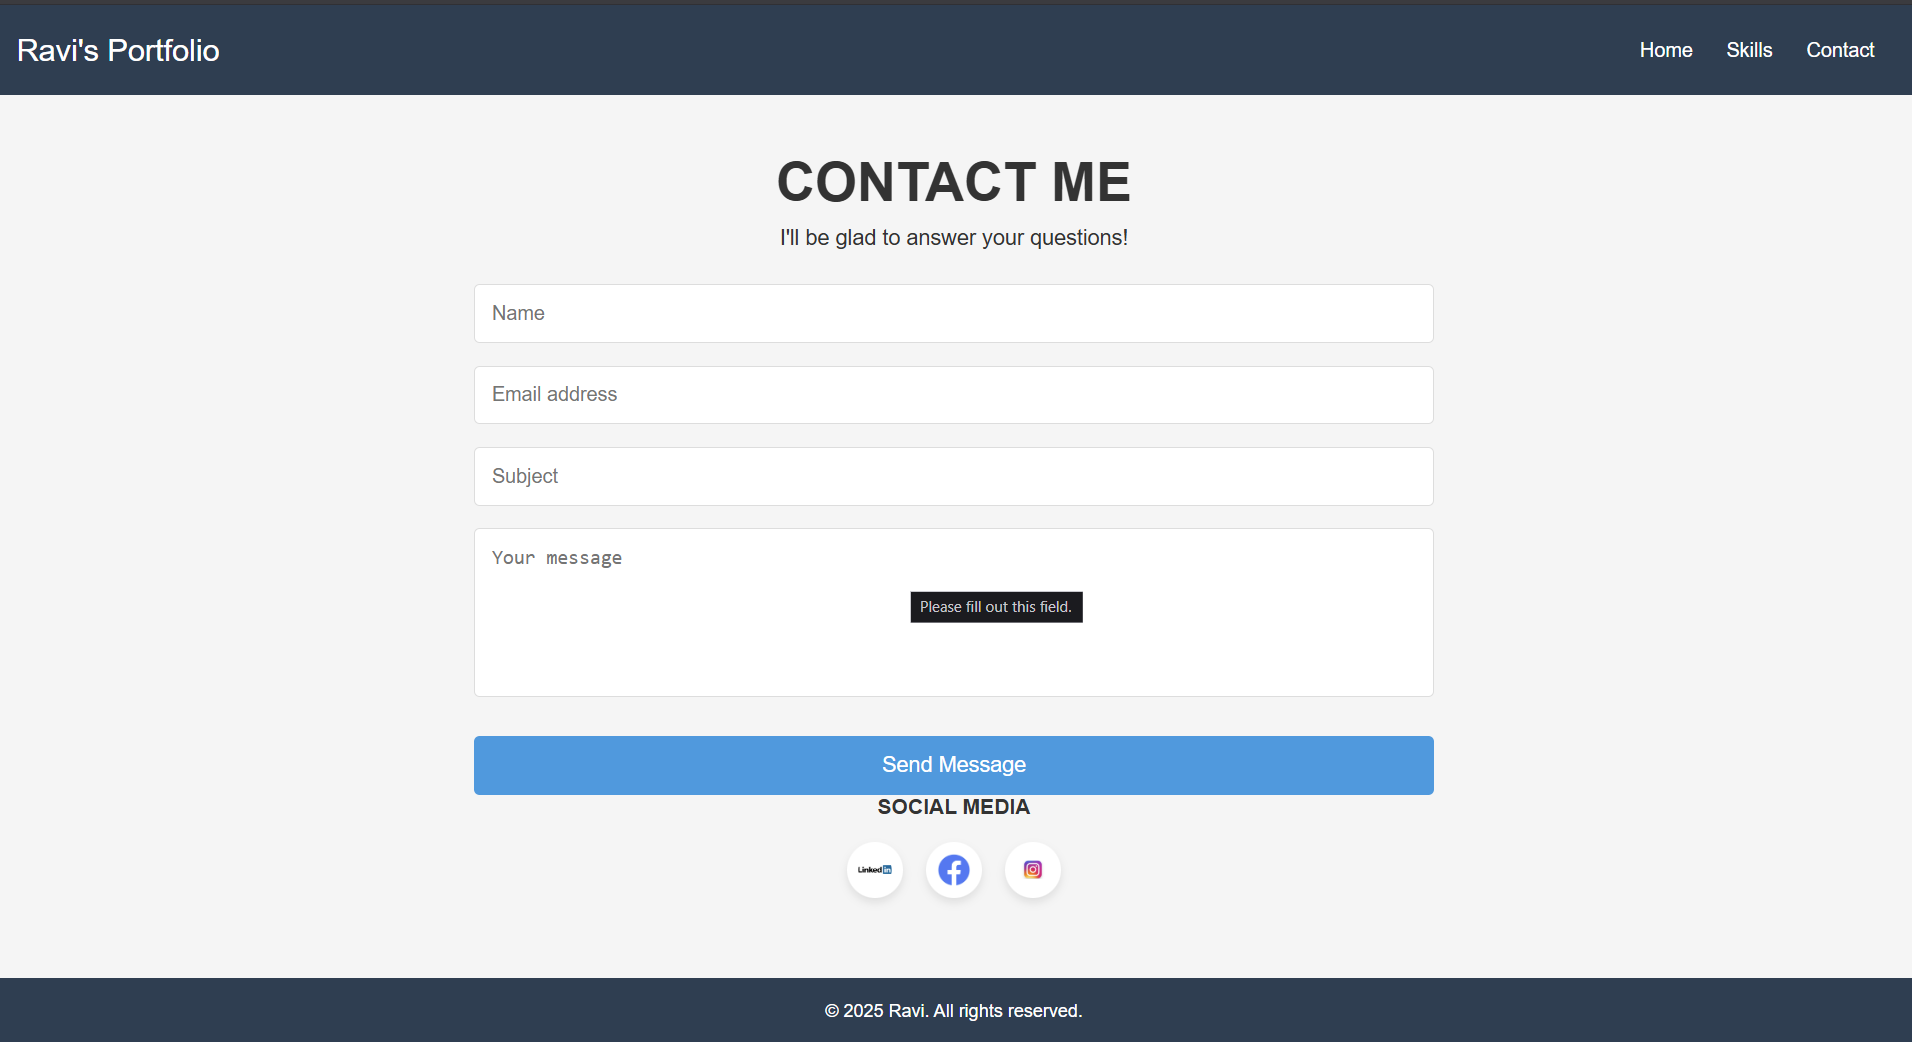 Ravi's Portfolio
Home Skills Contact
CONTACT ME
I'll be glad to answer your questions!
Name
Email address
Subject
Your message
Please fill out this field.
Send Message
SOCIAL MEDIA
Linked in
© 2025 Ravi. All rights reserved.